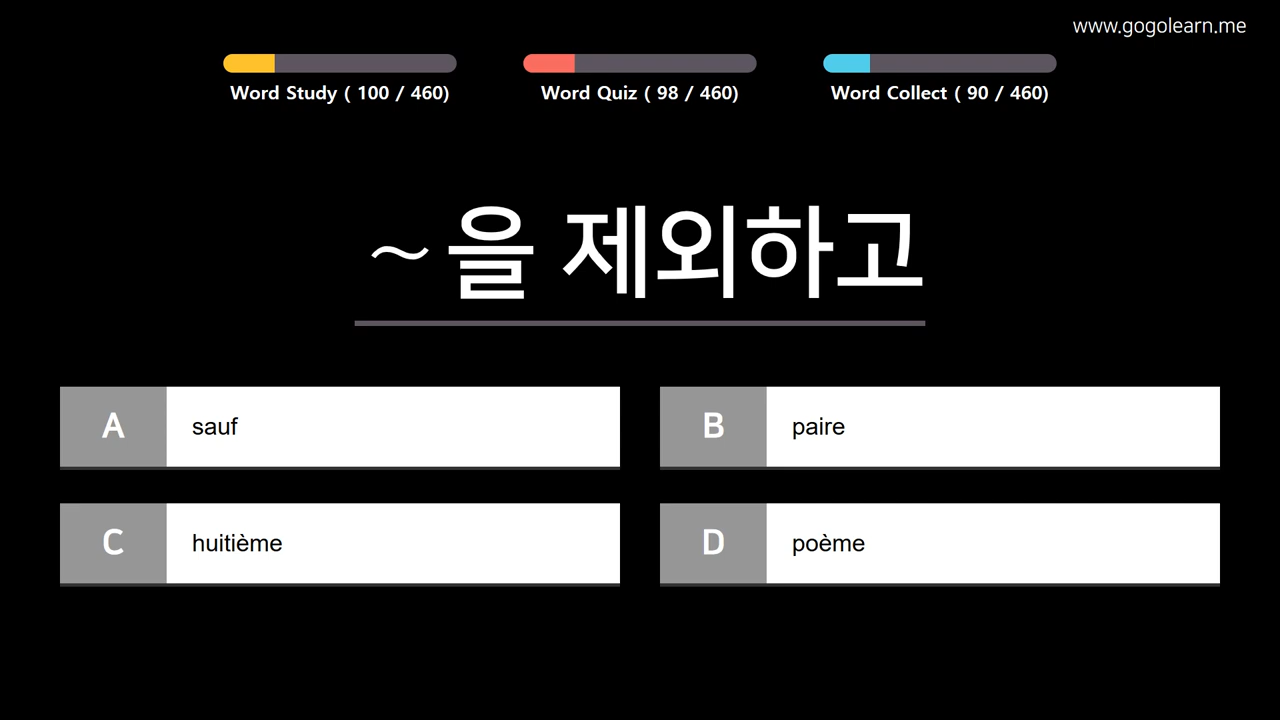 www.gogolearn.me
Word Study ( 100 / 460)
Word Quiz ( 98 / 460)
Word Collect ( 90 / 460)
~을 제외하고
A sauf
B paire
C huitième
D poème